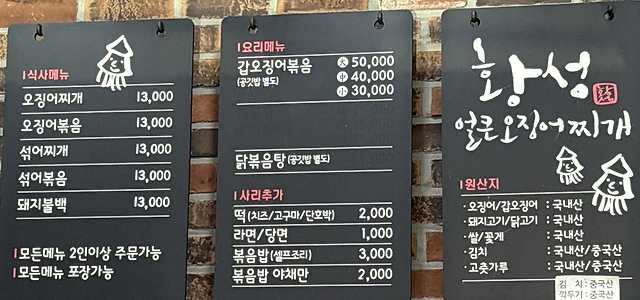 식사메뉴
오징어찌개 13,000
오징어볶음 13,000
섞어찌개 13,000
섞어볶음 13,000
돼지불백 13,000
모든메뉴 2인이상 주문가능
모든메뉴 포장가능
요리메뉴
갑오징어볶음 大 50,000
(공깃밥 별도) 中 40,000
小 30,000
닭볶음탕 (공깃밥 별도)
사리추가
떡(치즈/고구마/단호박) 2,000
라면/당면 1,000
볶음밥(셀프조리) 3,000
볶음밥 야채만 2,000
황성
얼큰오징어찌개
원산지
·오징어/갑오징어 : 국내산
·돼지고기/닭고기 : 국내산
·쌀/꽃게 : 국내산
·김치 : 국내산/중국산
·고춧가루 : 국내산/중국산
김 치 : 중국산
깍두기 : 중국산